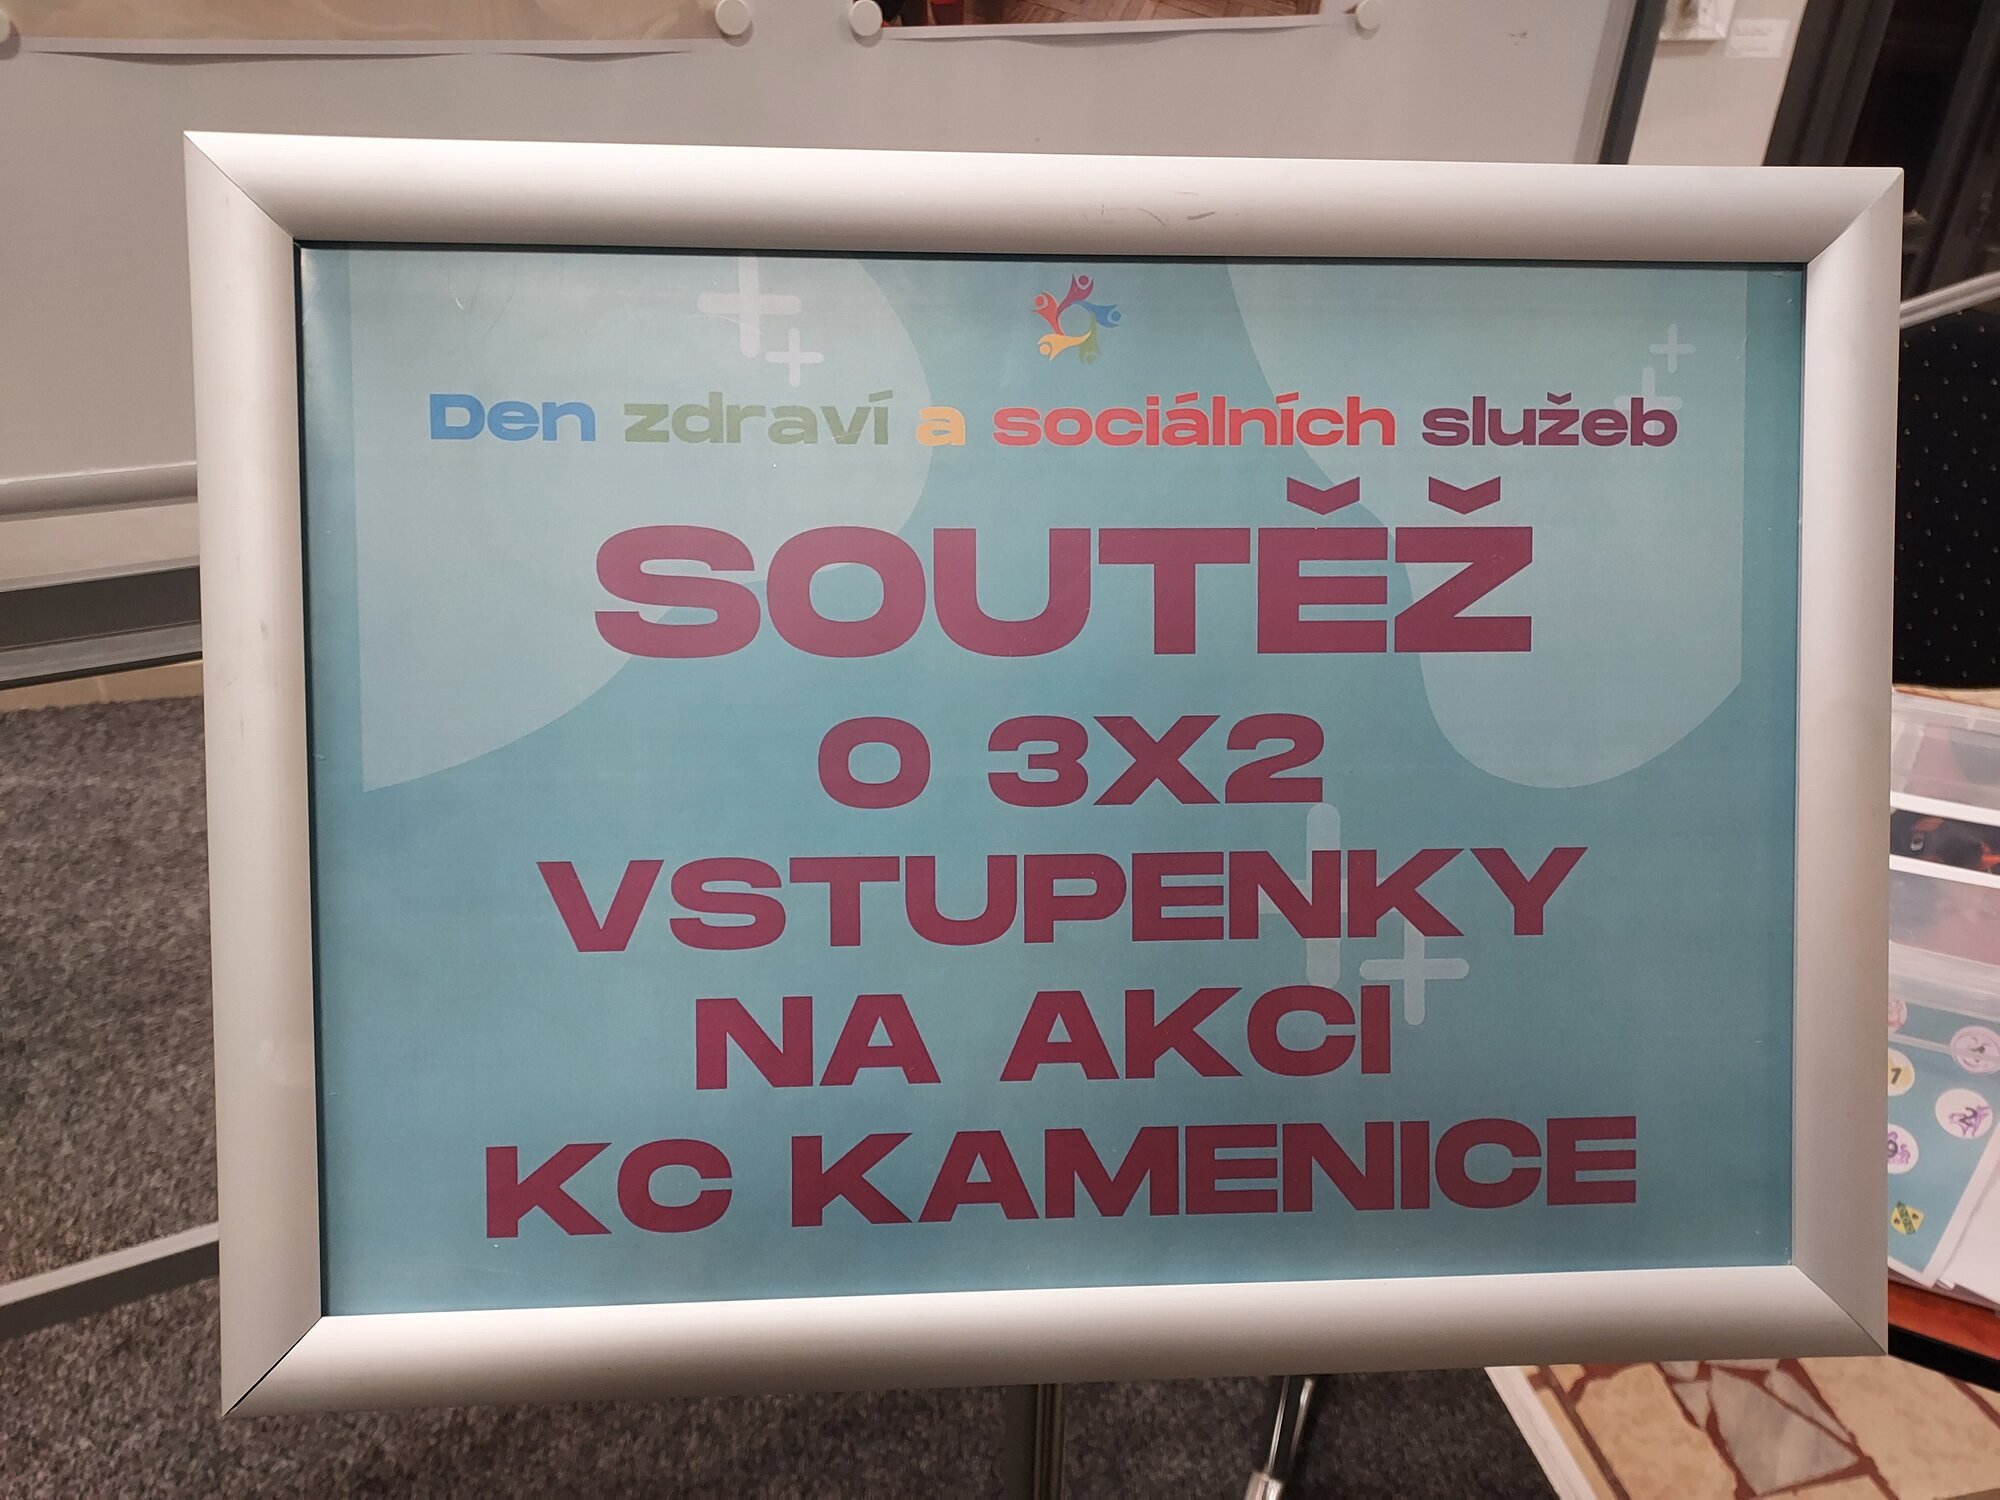 Den zdraví a sociálních služeb
SOUTĚŽ
O 3X2
VSTUPENKY
NA AKCI
KC KAMENICE